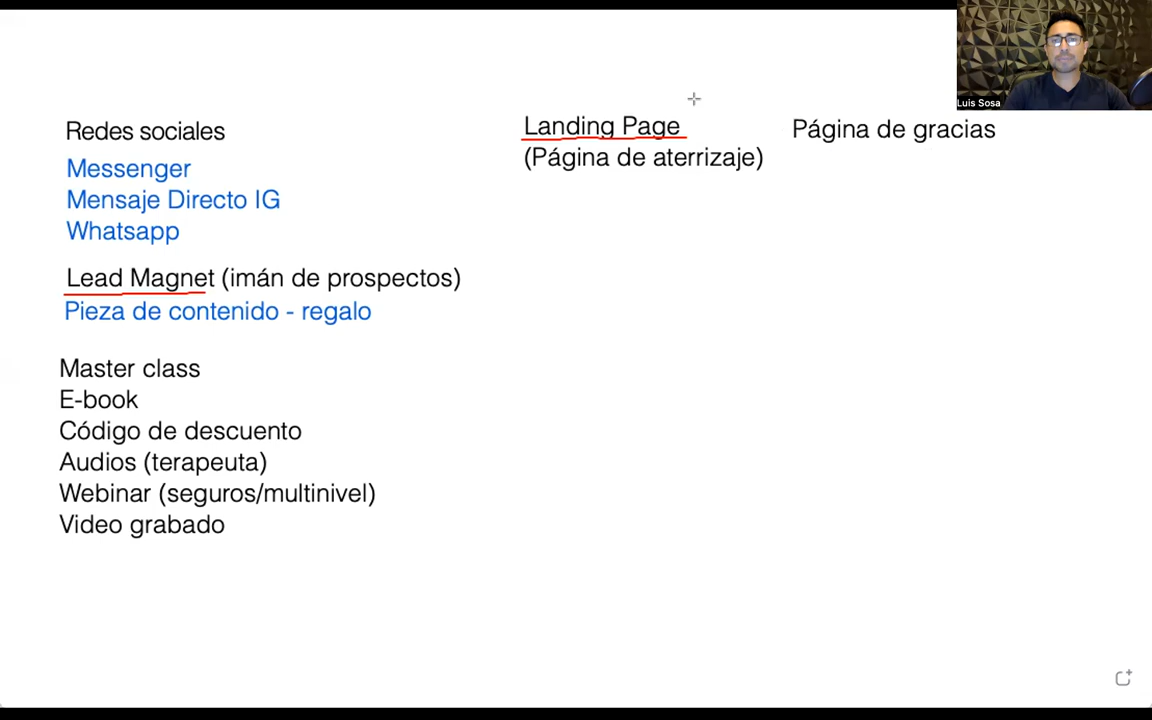 Luis Sosa
Redes sociales
Messenger
Mensaje Directo IG
Whatsapp
Lead Magnet (imán de prospectos)
Pieza de contenido - regalo
Master class
E-book
Código de descuento
Audios (terapeuta)
Webinar (seguros/multinivel)
Video grabado
Landing Page
(Página de aterrizaje)
Página de gracias